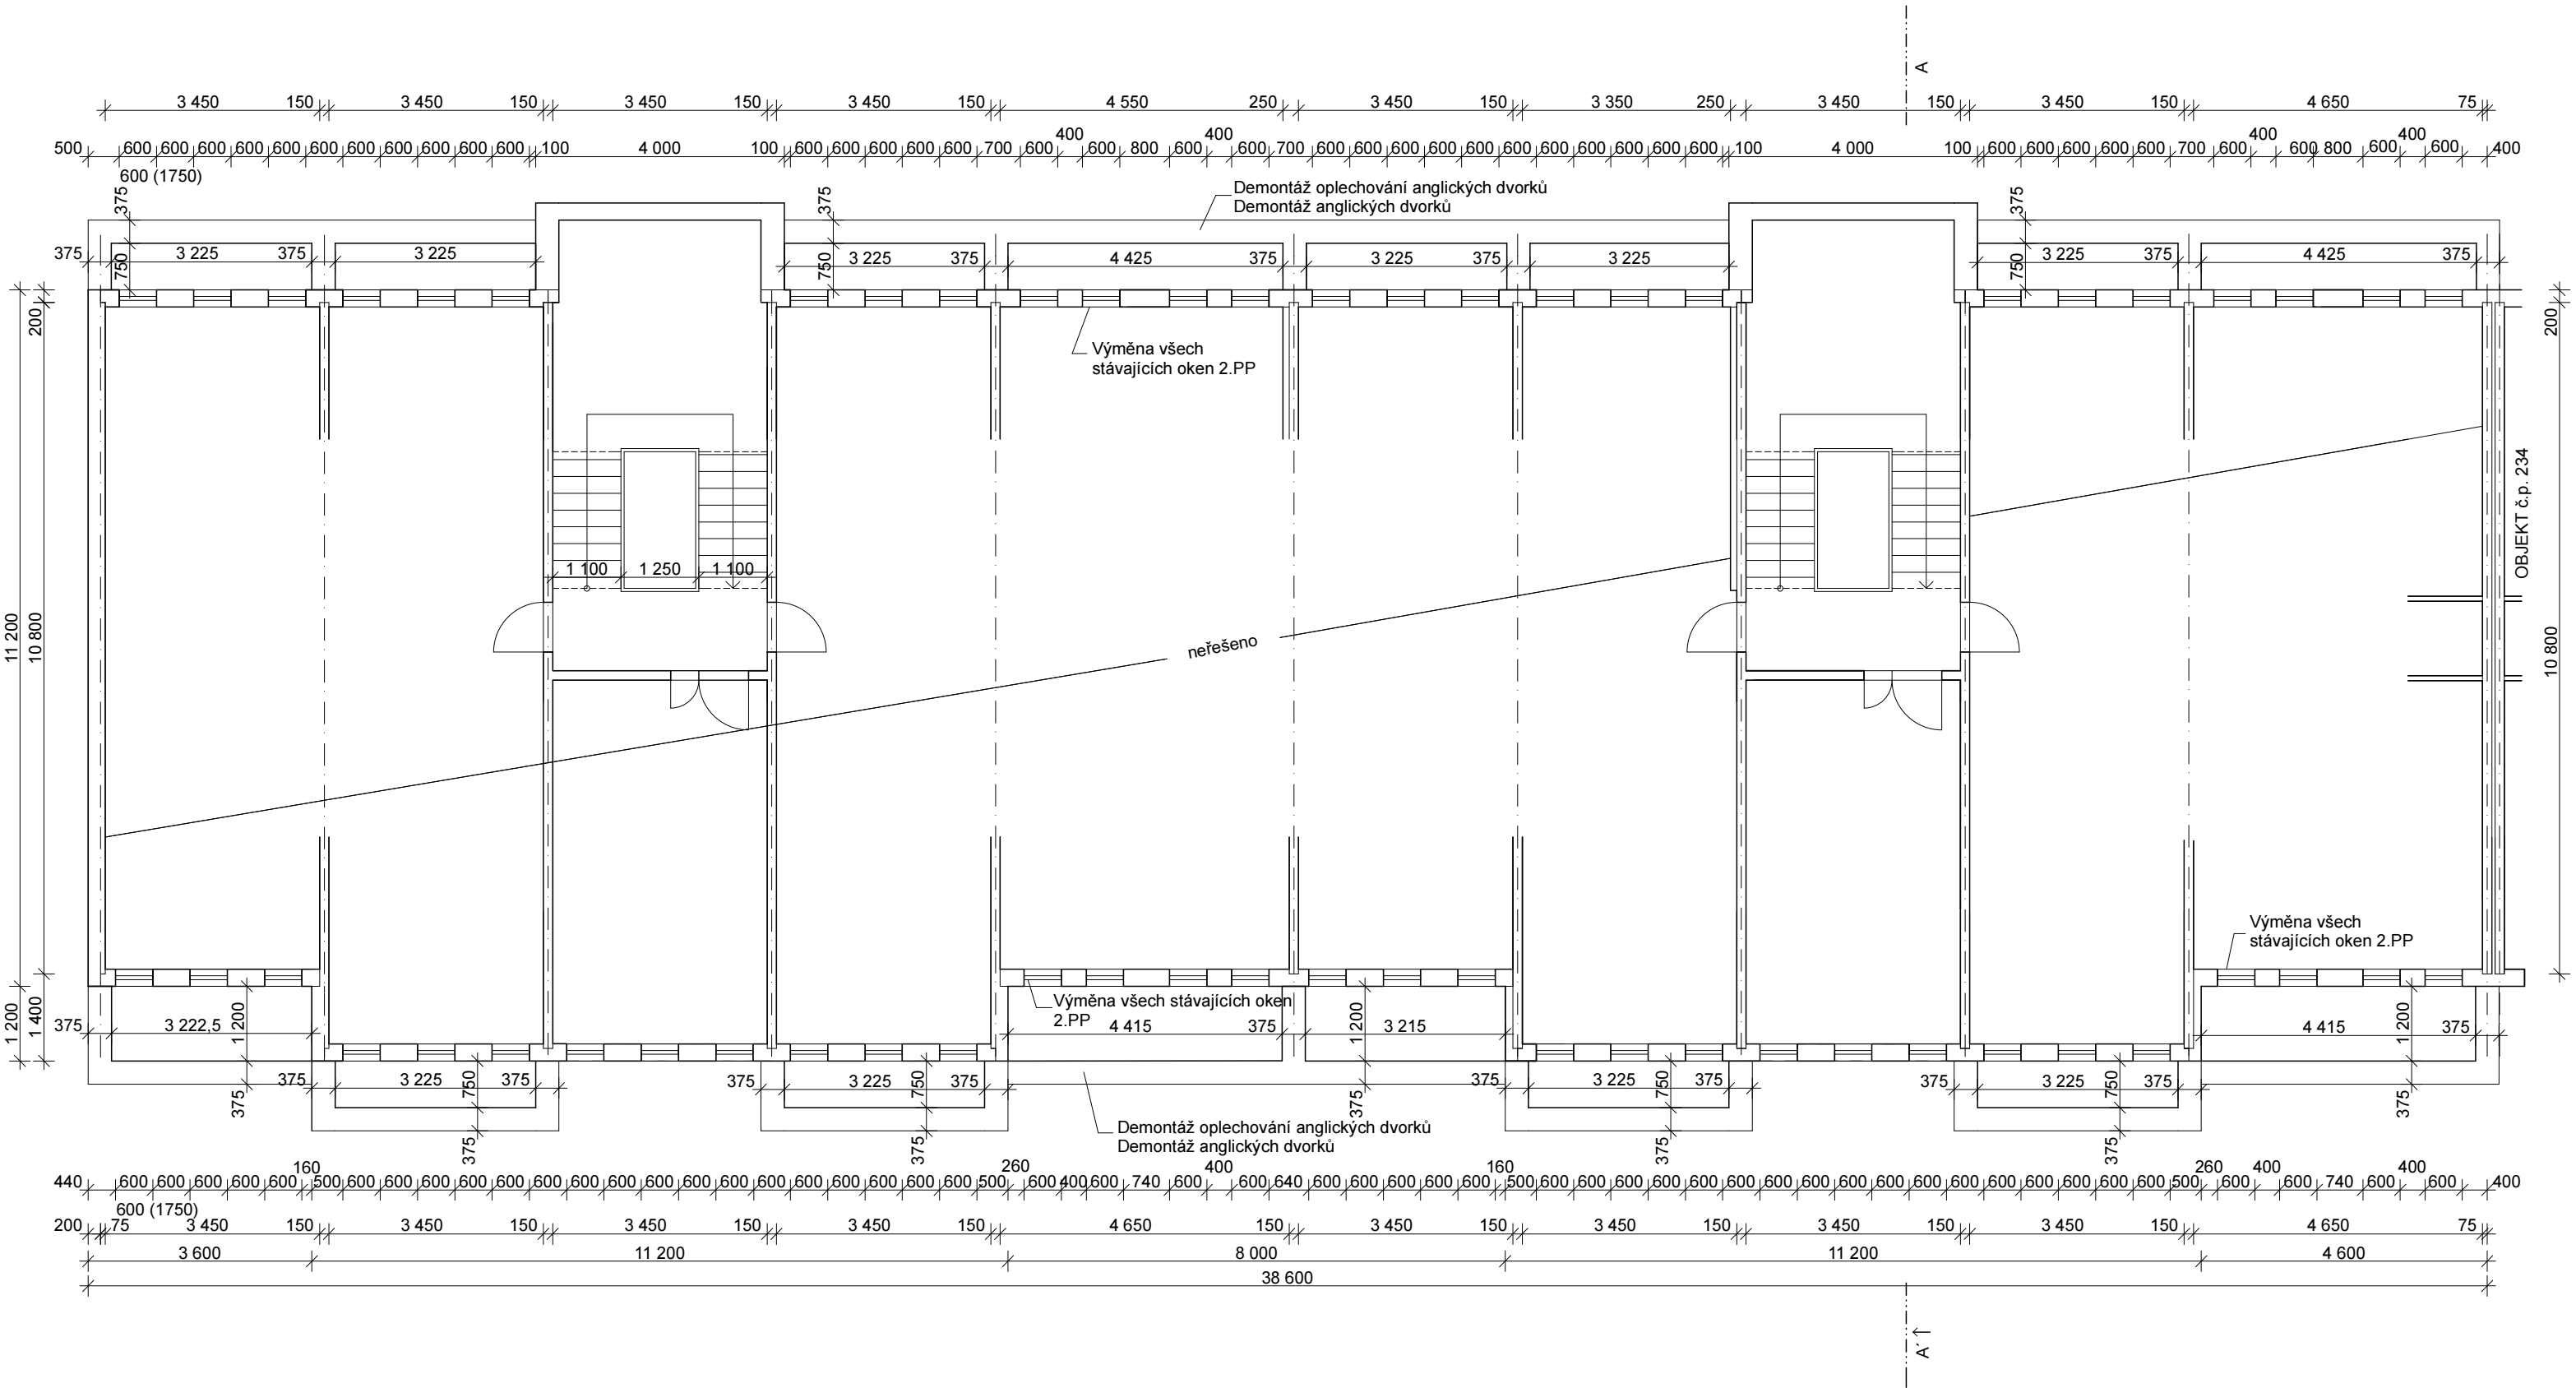 A
3 450 150 3 450 150 3 450 150 3 450 150 4 550 250 3 450 150 3 350 250 3 450 150 3 450 150 4 650 75
400 400 400 400
500 600 600 600 600 600 600 600 600 600 600 600 100 4 000 100 600 600 600 600 600 700 600 600 800 600 600 700 600 600 600 600 600 600 600 600 600 600 600 100 4 000 100 600 600 600 600 600 700 600 600 800 600 600 400
600 (1750)
375 375 375
Demontáž oplechování anglických dvorků
Demontáž anglických dvorků
375 3 225 375 3 225 3 225 375 4 425 375 3 225 375 3 225 3 225 375 4 425 375
750 750 750
200 200
Výměna všech
stávajících oken 2.PP
OBJEKT č.p. 234
1 100 1 250 1 100
neřešeno
11 200
10 800
10 800
Výměna všech
stávajících oken 2.PP
Výměna všech stávajících oken
2.PP
1 200
1 400
375 3 222,5 1 200 4 415 375 1 200 3 215 4 415 375 1 200
375 3 225 375 750 375 3 225 375 750 375 3 225 375 750 375 3 225 375 750
375 375 375
375 375 375 375
Demontáž oplechování anglických dvorků
Demontáž anglických dvorků
160 260 400 160 260 400 400
440 600 600 600 600 600 500 600 600 600 600 600 600 600 600 600 600 600 600 600 600 600 600 600 500 600 400 600 740 600 600 640 600 600 600 600 600 500 600 600 600 600 600 600 600 600 600 600 600 600 600 600 600 600 600 500 600 600 740 600 600 400
600 (1750)
200 75 3 450 150 3 450 150 3 450 150 3 450 150 4 650 150 3 450 150 3 450 150 3 450 150 3 450 150 4 650 75
3 600 11 200 8 000 11 200 4 600
38 600
A´